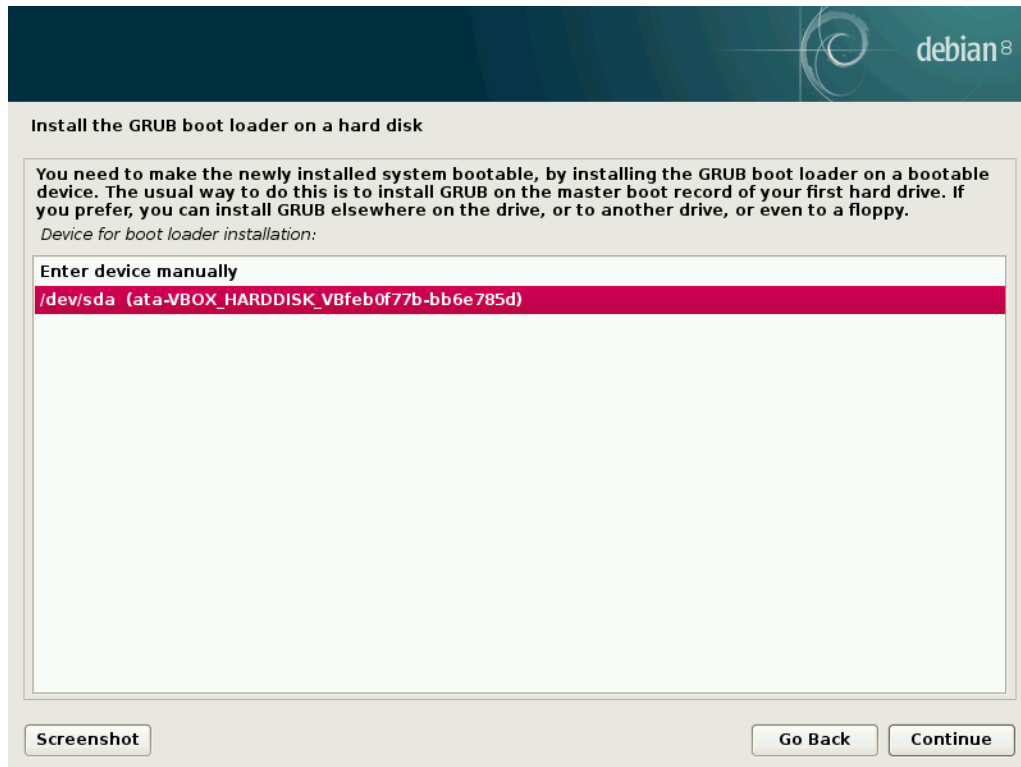 debian 8
Install the GRUB boot loader on a hard disk
You need to make the newly installed system bootable, by installing the GRUB boot loader on a bootable
device. The usual way to do this is to install GRUB on the master boot record of your first hard drive. If
you prefer, you can install GRUB elsewhere on the drive, or to another drive, or even to a floppy.
Device for boot loader installation:
Enter device manually
/dev/sda (ata-VBOX_HARDDISK_VBfeb0f77b-bb6e785d)
Screenshot
Go Back
Continue